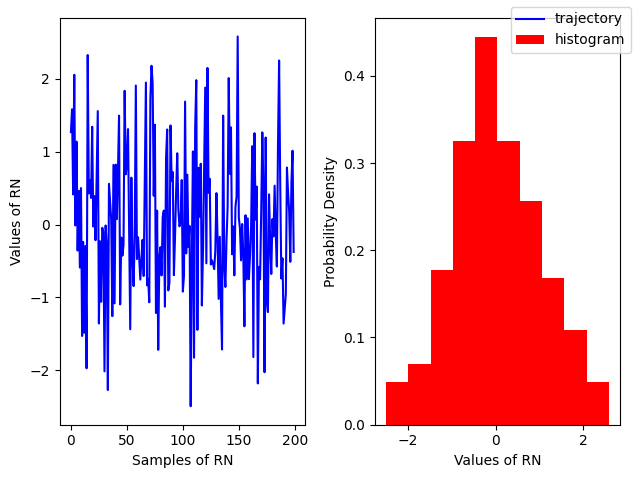 trajectory
histogram
2
1
0
−1
−2
Values of RN
0 50 100 150 200
Samples of RN
0.4
0.3
0.2
0.1
0.0
Probability Density
−2 0 2
Values of RN